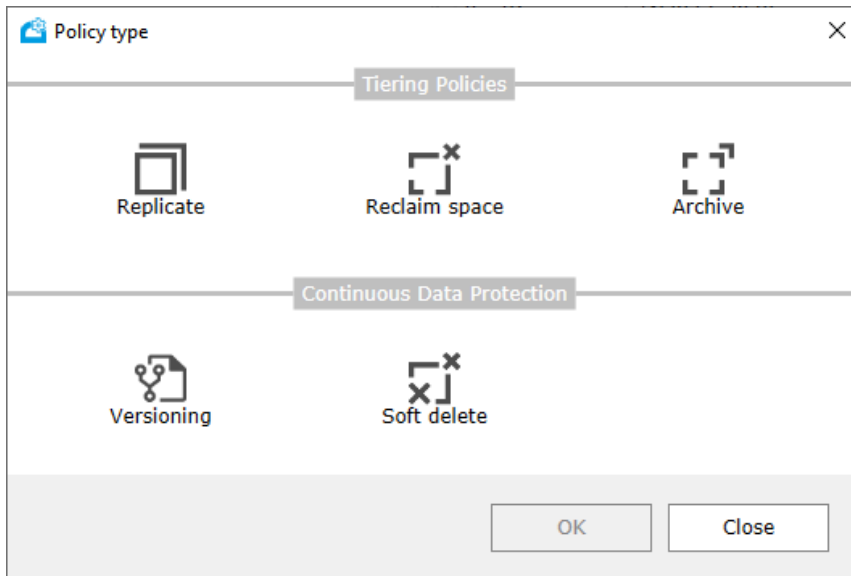 Policy type
Tiering Policies
Replicate
Reclaim space
Archive
Continuous Data Protection
Versioning
Soft delete
OK
Close